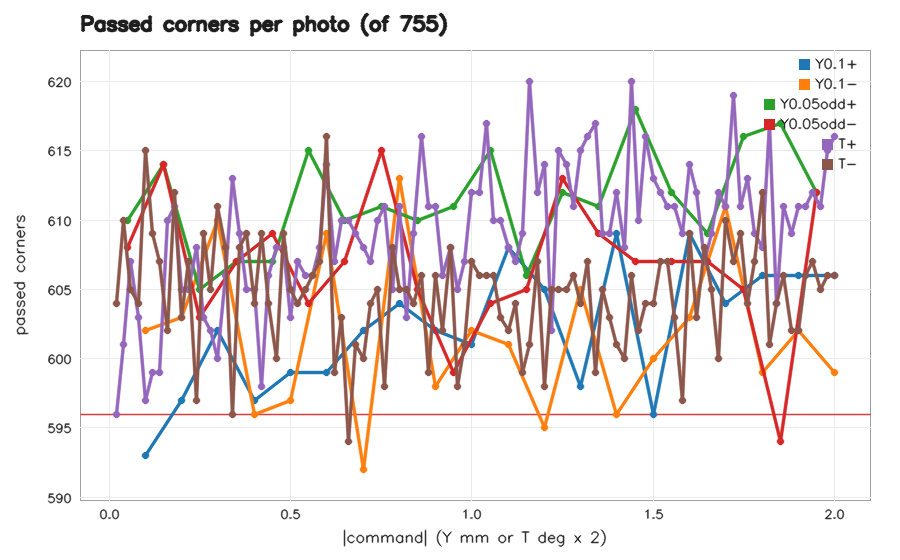 Passed corners per photo (of 755)
Y0.1+
Y0.1−
Y0.05odd+
Y0.05odd−
T+
T−
620
615
610
605
600
595
590
passed corners
0.0 0.5 1.0 1.5 2.0
|command| (Y mm or T deg x 2)